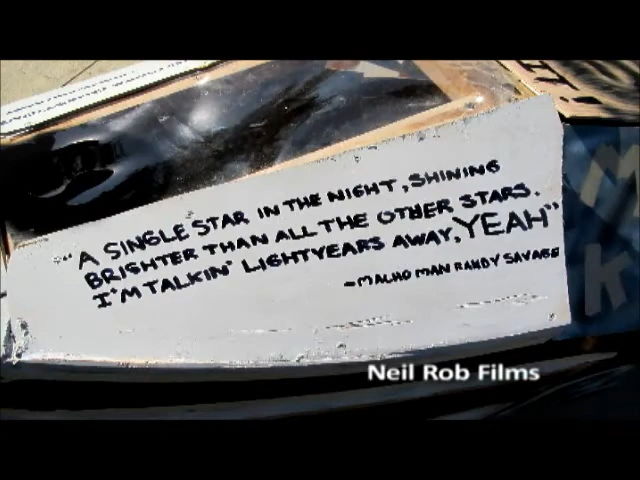 IT!
"A SINGLE STAR IN THE NIGHT, SHINING
BRIGHTER THAN ALL THE OTHER STARS.
I'M TALKIN' LIGHTYEARS AWAY, YEAH"
-MACHO MAN RANDY SAVAGE
M
K
Neil Rob Films